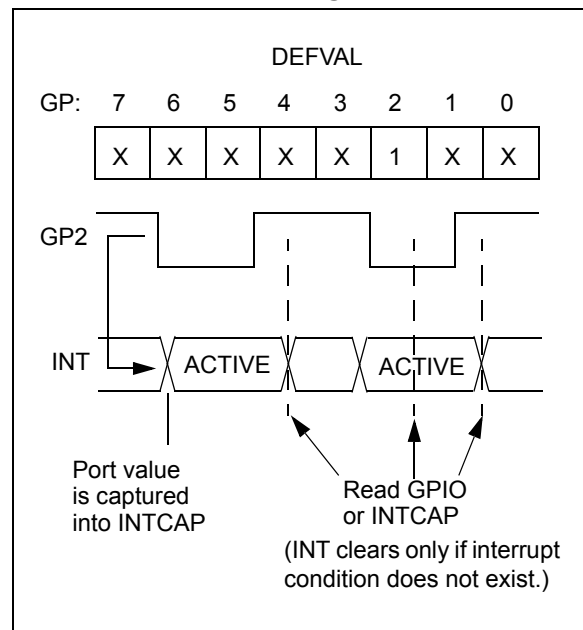 DEFVAL
GP: 7 6 5 4 3 2 1 0
X X X X X 1 X X
GP2
INT ACTIVE ACTIVE
Port value
is captured
into INTCAP
Read GPIO
or INTCAP
(INT clears only if interrupt
condition does not exist.)